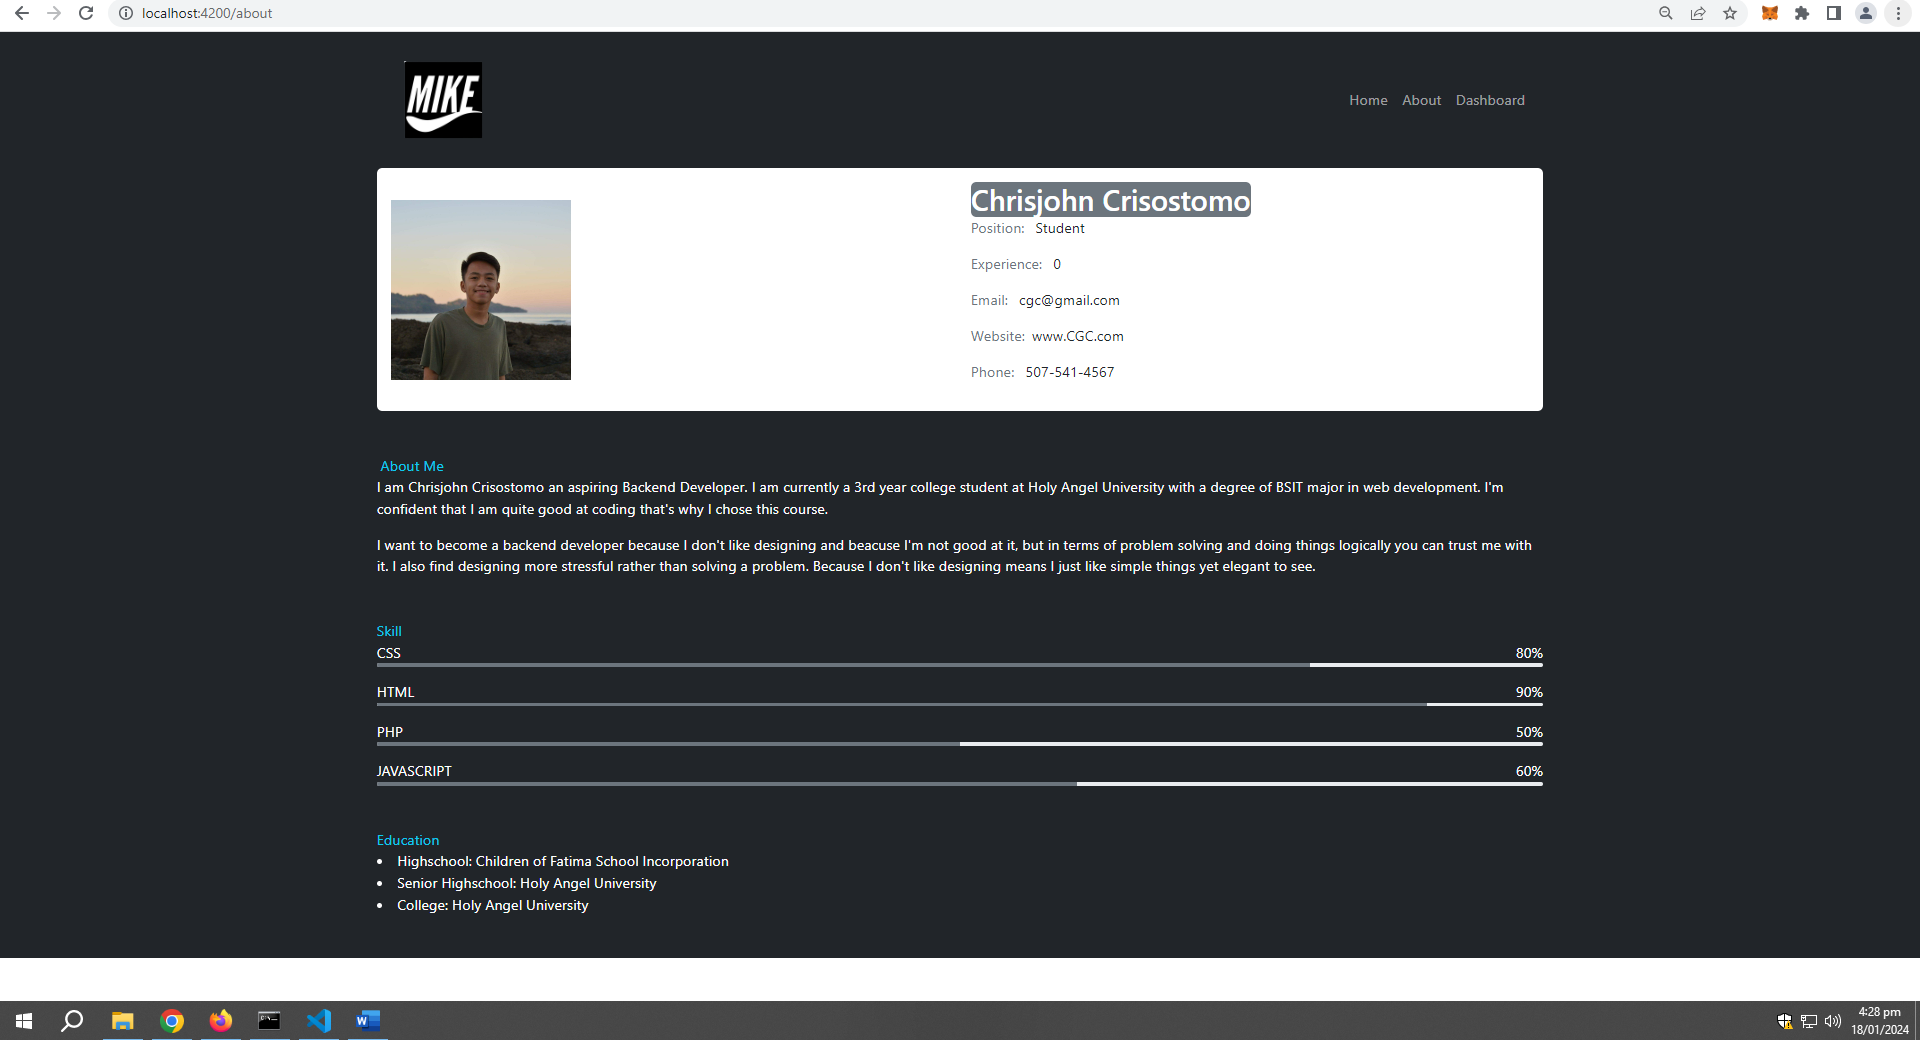 localhost:4200/about
MIKE
Home About Dashboard
Chrisjohn Crisostomo
Position: Student
Experience: 0
Email: cgc@gmail.com
Website: www.CGC.com
Phone: 507-541-4567
About Me
I am Chrisjohn Crisostomo an aspiring Backend Developer. I am currently a 3rd year college student at Holy Angel University with a degree of BSIT major in web development. I'm
confident that I am quite good at coding that's why I chose this course.
I want to become a backend developer because I don't like designing and beacuse I'm not good at it, but in terms of problem solving and doing things logically you can trust me with
it. I also find designing more stressful rather than solving a problem. Because I don't like designing means I just like simple things yet elegant to see.
Skill
CSS 80%
HTML 90%
PHP 50%
JAVASCRIPT 60%
Education
• Highschool: Children of Fatima School Incorporation
• Senior Highschool: Holy Angel University
• College: Holy Angel University
4:28 pm
18/01/2024